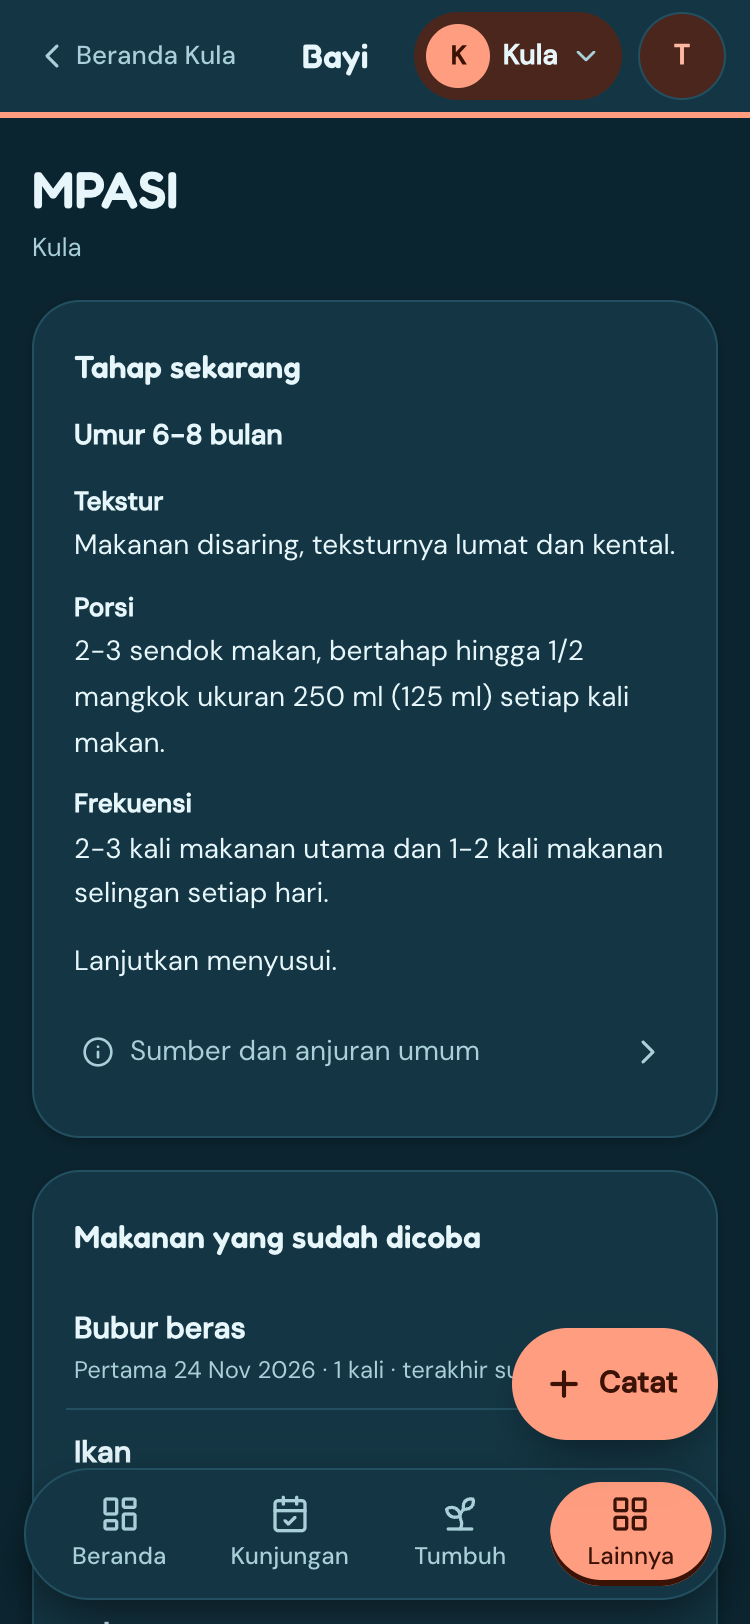 Beranda Kula
Bayi
K
Kula
T
MPASI
Kula
Tahap sekarang
Umur 6–8 bulan
Tekstur
Makanan disaring, teksturnya lumat dan kental.
Porsi
2–3 sendok makan, bertahap hingga 1/2
mangkok ukuran 250 ml (125 ml) setiap kali
makan.
Frekuensi
2–3 kali makanan utama dan 1–2 kali makanan
selingan setiap hari.
Lanjutkan menyusui.
Sumber dan anjuran umum
Makanan yang sudah dicoba
Bubur beras
Pertama 24 Nov 2026 · 1 kali · terakhir
Catat
Ikan
Beranda
Kunjungan
Tumbuh
Lainnya